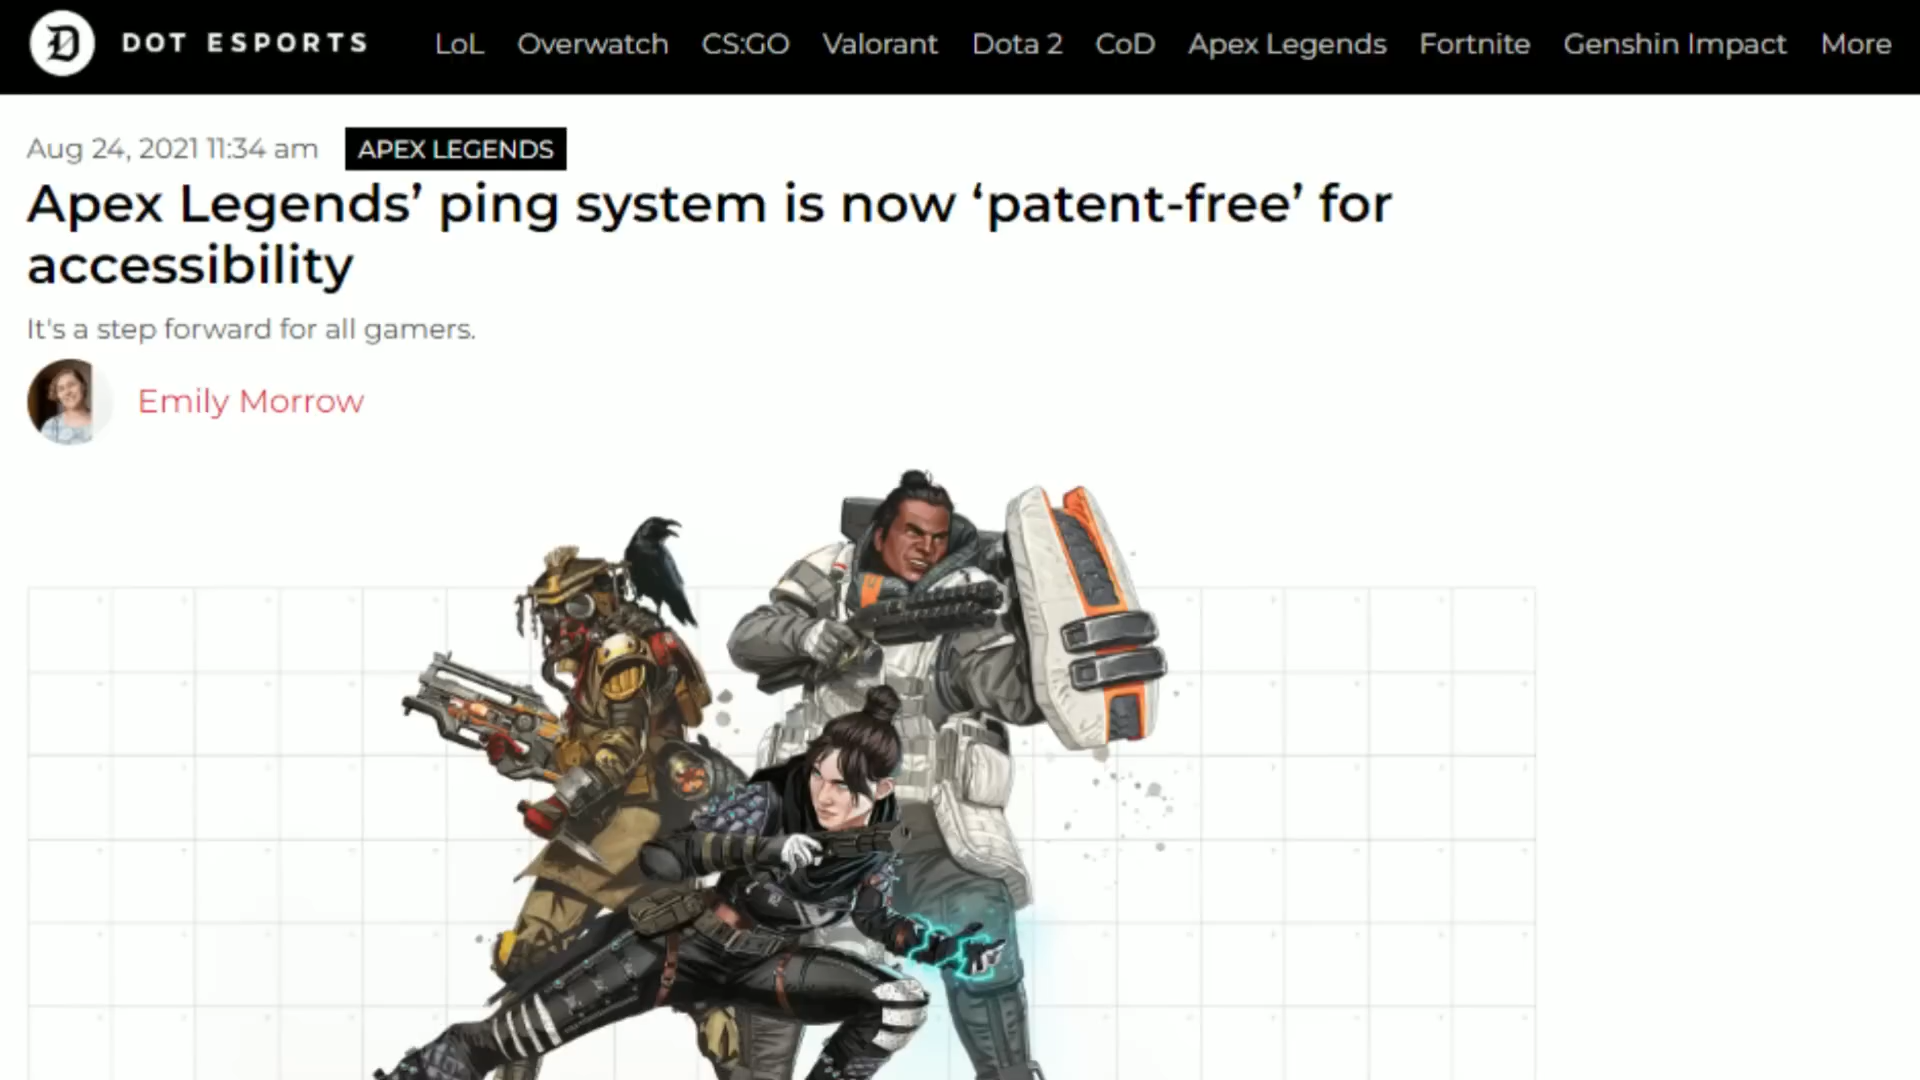 DOT ESPORTS LoL Overwatch CS:GO Valorant Dota 2 CoD Apex Legends Fortnite Genshin Impact More
Aug 24, 2021 11:34 am APEX LEGENDS
Apex Legends’ ping system is now ‘patent-free’ for
accessibility
It's a step forward for all gamers.
Emily Morrow